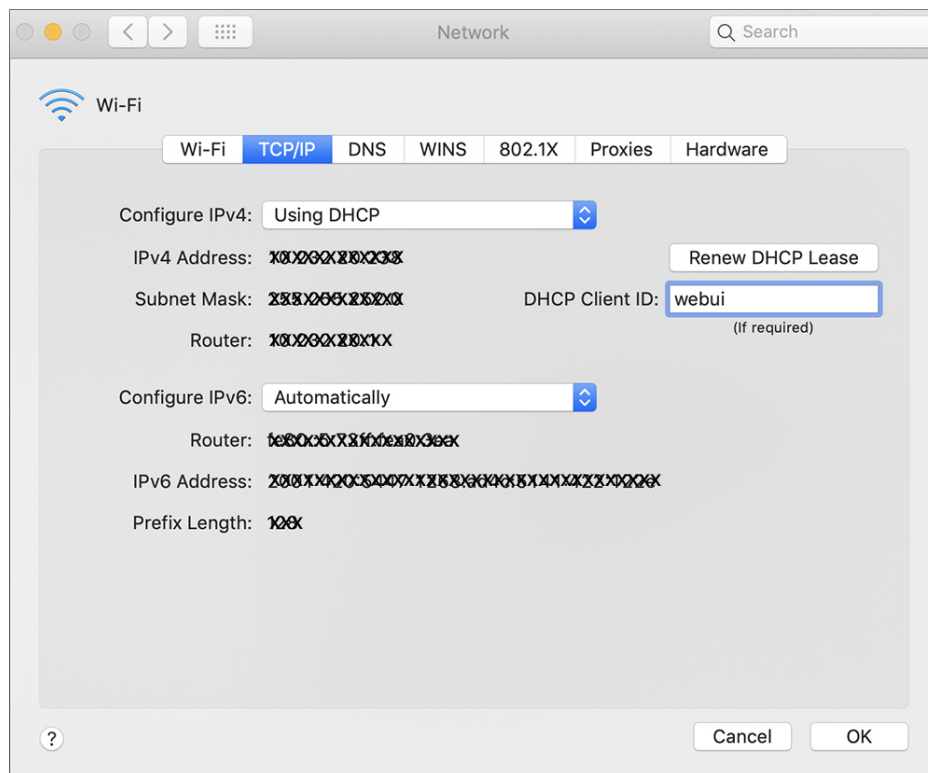 Network
Search
Wi-Fi
Wi-Fi TCP/IP DNS WINS 802.1X Proxies Hardware
Configure IPv4: Using DHCP
IPv4 Address: Renew DHCP Lease
Subnet Mask: DHCP Client ID: webui
(If required)
Router:
Configure IPv6: Automatically
Router:
IPv6 Address:
Prefix Length:
? Cancel OK